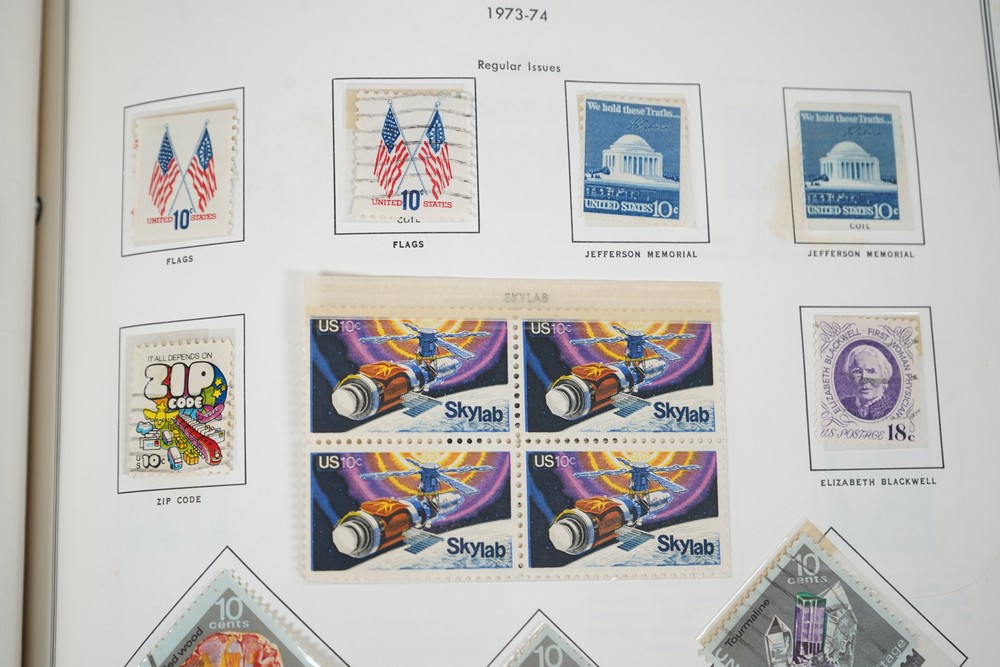 1973-74
Regular Issues
UNITED 10c STATES
UNITED 10c STATES
COIL
FLAGS
FLAGS
We hold these Truths...
UNITED STATES 10c
JEFFERSON MEMORIAL
We hold these Truths...
UNITED STATES 10c
COIL
JEFFERSON MEMORIAL
SKYLAB
US 10c
Skylab
US 10c
Skylab
US 10c
Skylab
US 10c
Skylab
IT ALL DEPENDS ON
ZIP
CODE
US
10c
ZIP CODE
ELIZABETH BLACKWELL · FIRST WOMAN PHYSICIAN
U.S. POSTAGE 18c
ELIZABETH BLACKWELL
10
cents
wood
10
10
cents
Tourmaline